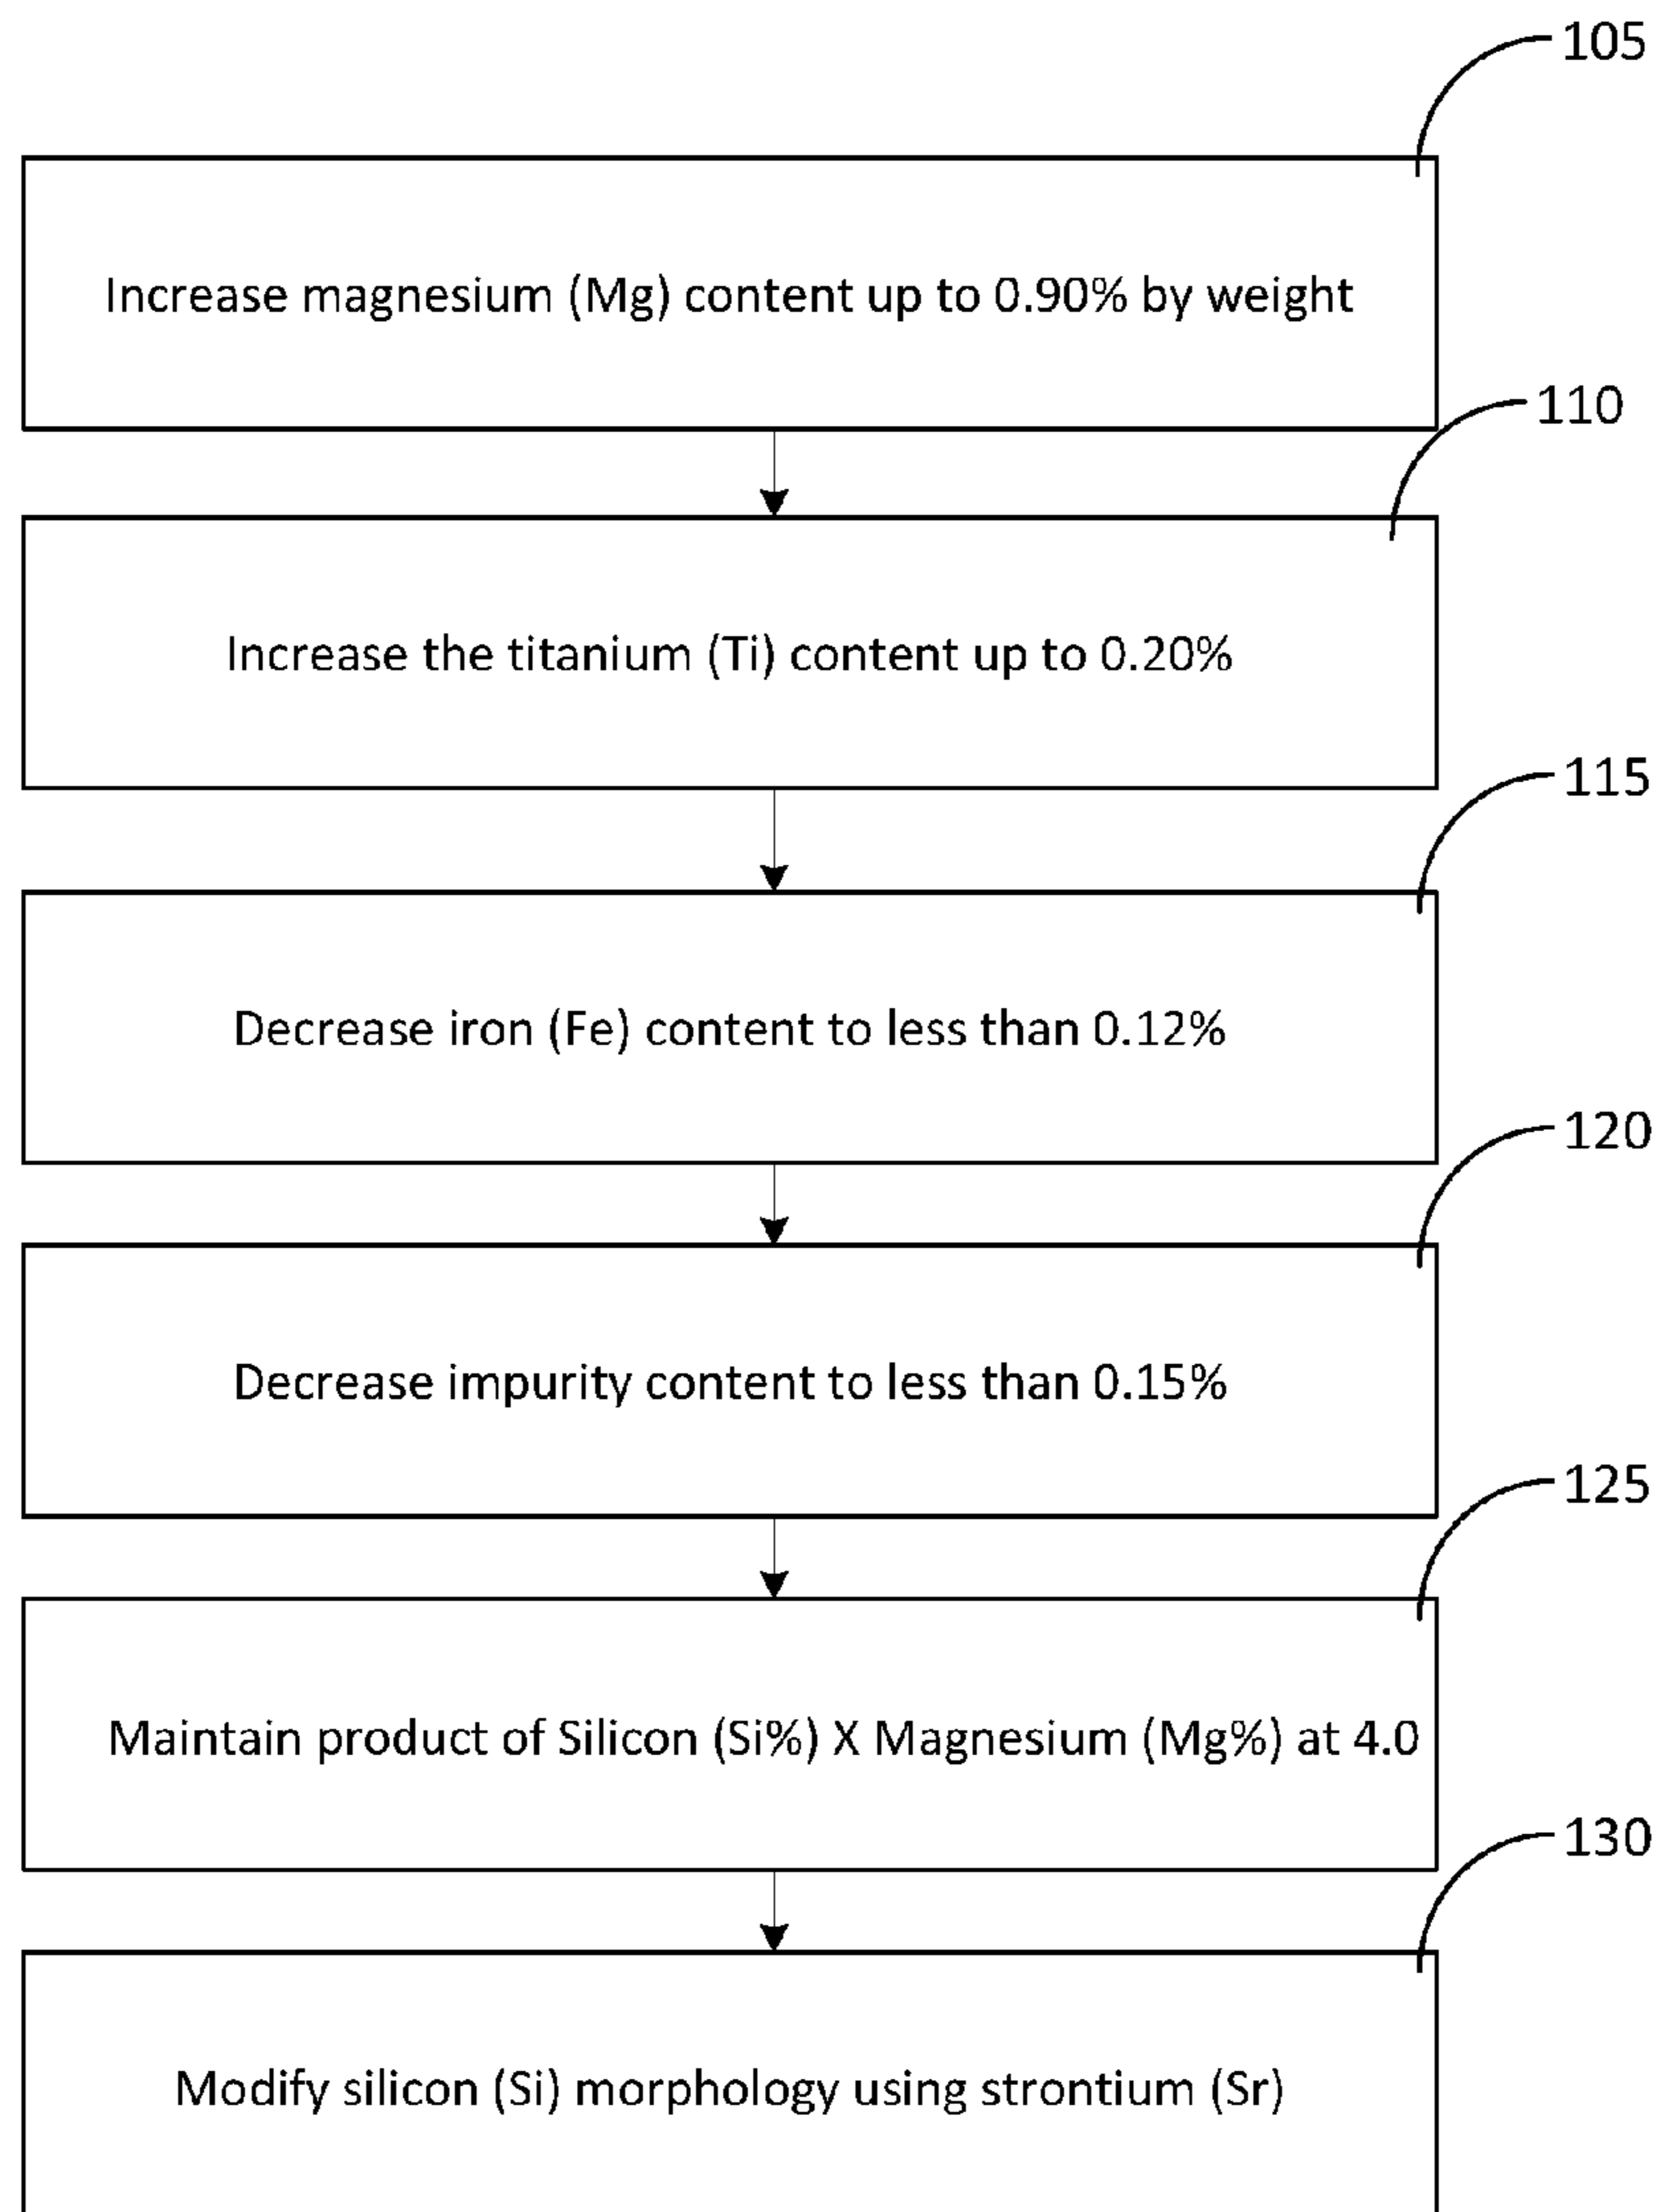 105
Increase magnesium (Mg) content up to 0.90% by weight
110
Increase the titanium (Ti) content up to 0.20%
115
Decrease iron (Fe) content to less than 0.12%
120
Decrease impurity content to less than 0.15%
125
Maintain product of Silicon (Si%) X Magnesium (Mg%) at 4.0
130
Modify silicon (Si) morphology using strontium (Sr)